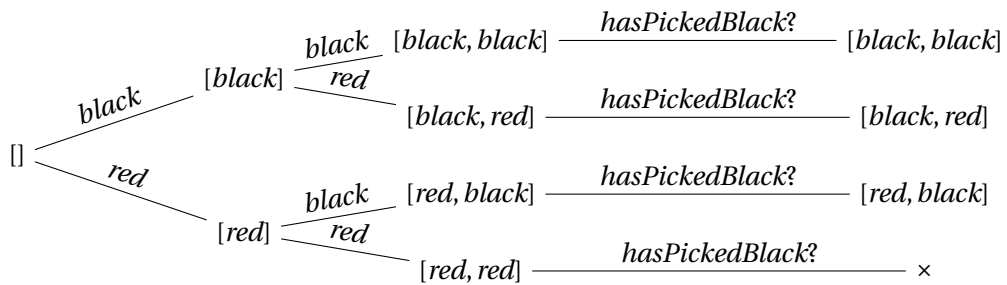 hasPickedBlack?
black [black, black] [black, black]
[black] red
black hasPickedBlack?
[black, red] [black, red]
[]
red hasPickedBlack?
black [red, black] [red, black]
[red] red
hasPickedBlack?
[red, red] ×